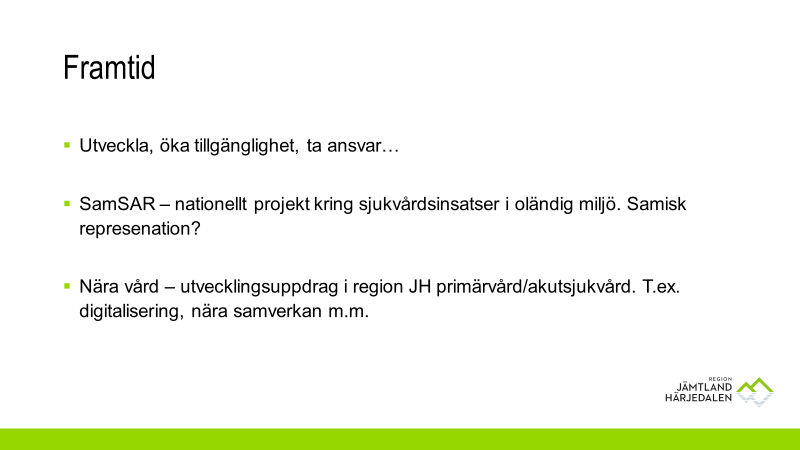 Framtid
Utveckla, öka tillgänglighet, ta ansvar…
SamSAR – nationellt projekt kring sjukvårdsinsatser i oländig miljö. Samisk
represenation?
Nära vård – utvecklingsuppdrag i region JH primärvård/akutsjukvård. T.ex.
digitalisering, nära samverkan m.m.
REGION
JÄMTLAND
HÄRJEDALEN